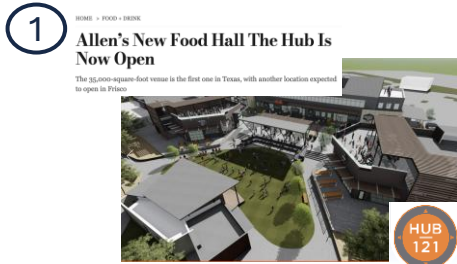 1
HOME > FOOD + DRINK
Allen's New Food Hall The Hub Is
Now Open
The 35,000-square-foot venue is the first one in Texas, with another location expected
to open in Frisco
HUB
121